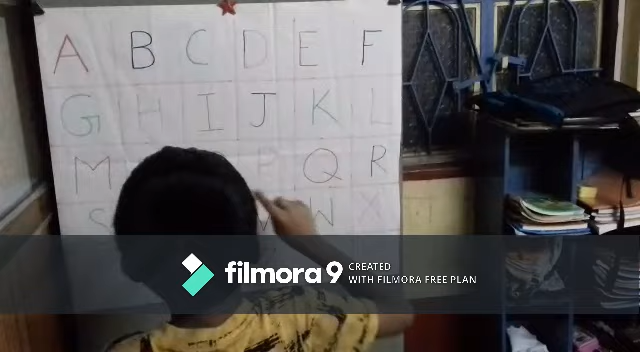 A B C D E F
G H I J K L
M P Q R
S V W X
filmora 9 CREATED
WITH FILMORA FREE PLAN